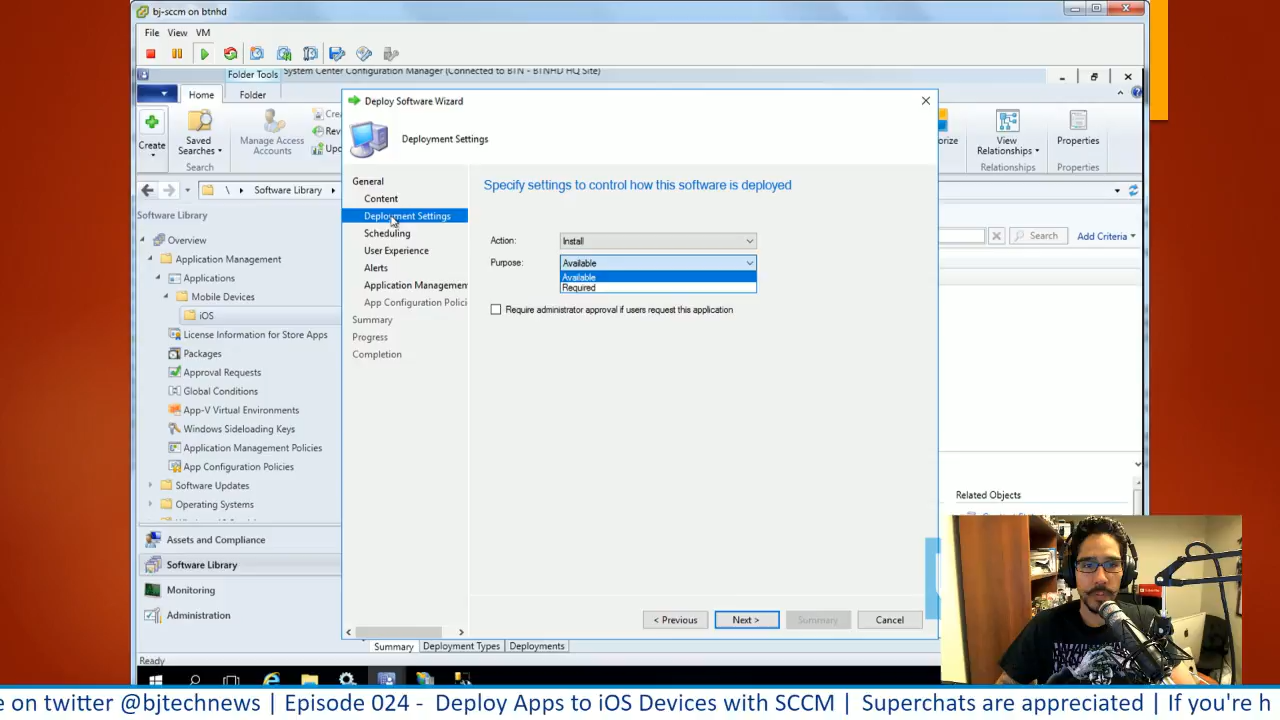 bj-sccm on btnhd
File View VM
Folder Tools System Center Configuration Manager (Connected to BTN - BTNHD HQ Site)
Home Folder
Create
Saved Searches
Search
Manage Access Accounts
View Relationships
Relationships
Properties
Properties
\ Software Library
Software Library
Search
Add Criteria
Overview
Application Management
Applications
Mobile Devices
iOS
License Information for Store Apps
Packages
Approval Requests
Global Conditions
App-V Virtual Environments
Windows Sideloading Keys
Application Management Policies
App Configuration Policies
Software Updates
Operating Systems
Assets and Compliance
Software Library
Monitoring
Administration
Ready
Deploy Software Wizard
Deployment Settings
General
Content
Deployment Settings
Scheduling
User Experience
Alerts
Application Managemen
App Configuration Polici
Summary
Progress
Completion
Specify settings to control how this software is deployed
Action: Install
Purpose: Available
Available
Required
Require administrator approval if users request this application
< Previous Next > Summary Cancel
Summary Deployment Types Deployments
Related Objects
e on twitter @bjtechnews | Episode 024 - Deploy Apps to iOS Devices with SCCM | Superchats are appreciated | If you're h